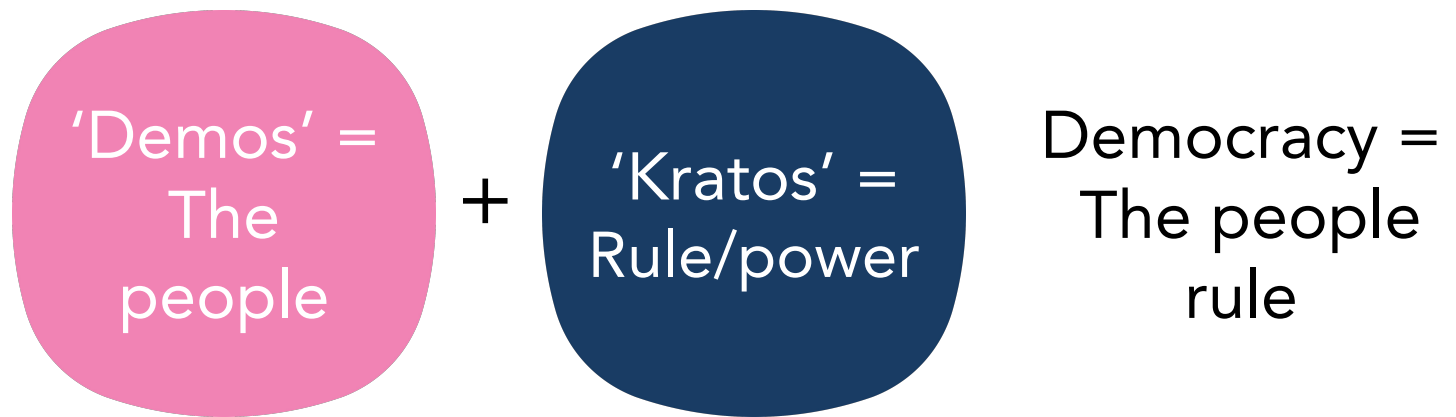 ‘Demos’ =
The
people
+
‘Kratos’ =
Rule/power
Democracy =
The people
rule